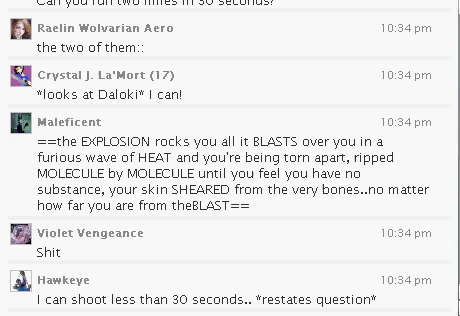 Can you run two miles in 30 seconds?
Raelin Wolvarian Aero 10:34 pm
the two of them::
Crystal J. La'Mort (17) 10:34 pm
*looks at Daloki* I can!
Maleficent 10:34 pm
==the EXPLOSION rocks you all it BLASTS over you in a
furious wave of HEAT and you're being torn apart, ripped
MOLECULE by MOLECULE until you feel you have no
substance, your skin SHEARED from the very bones..no matter
how far you are from theBLAST==
Violet Vengeance 10:34 pm
Shit
Hawkeye 10:34 pm
I can shoot less than 30 seconds.. *restates question*